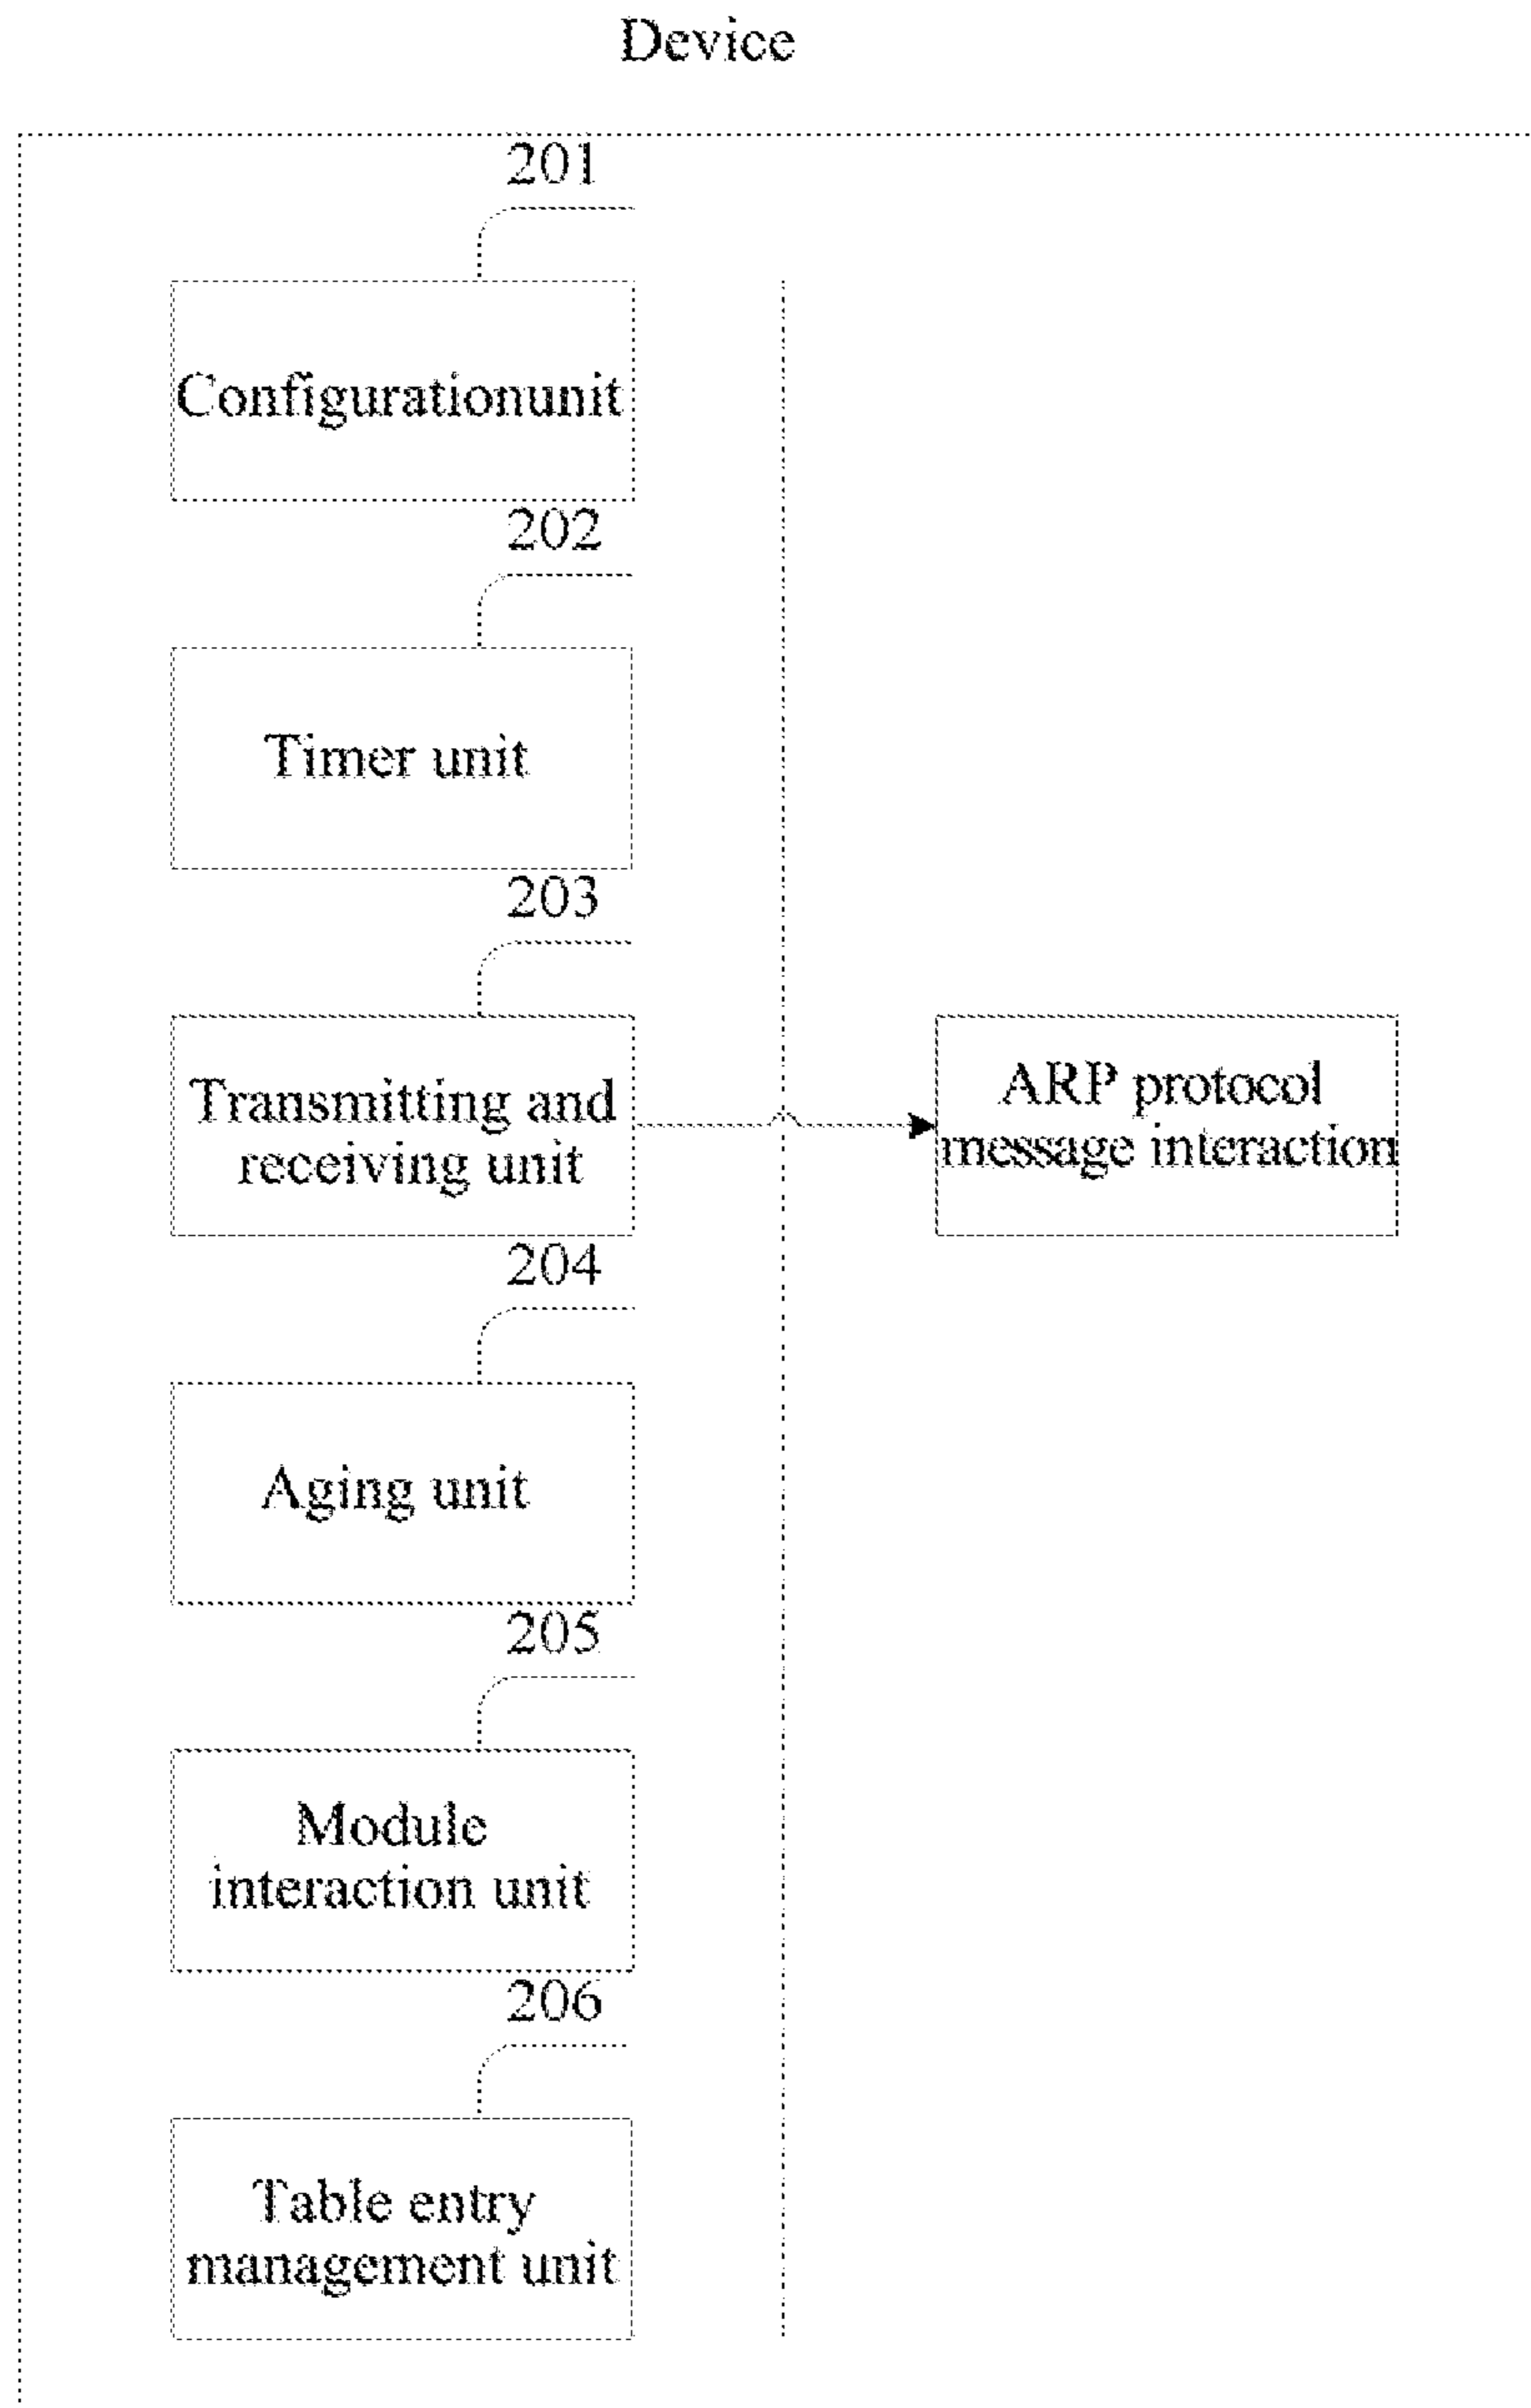 Device
201
Configurationunit
202
Timer unit
203
Transmitting and
receiving unit
ARP protocol
message interaction
204
Aging unit
205
Module
interaction unit
206
Table entry
management unit